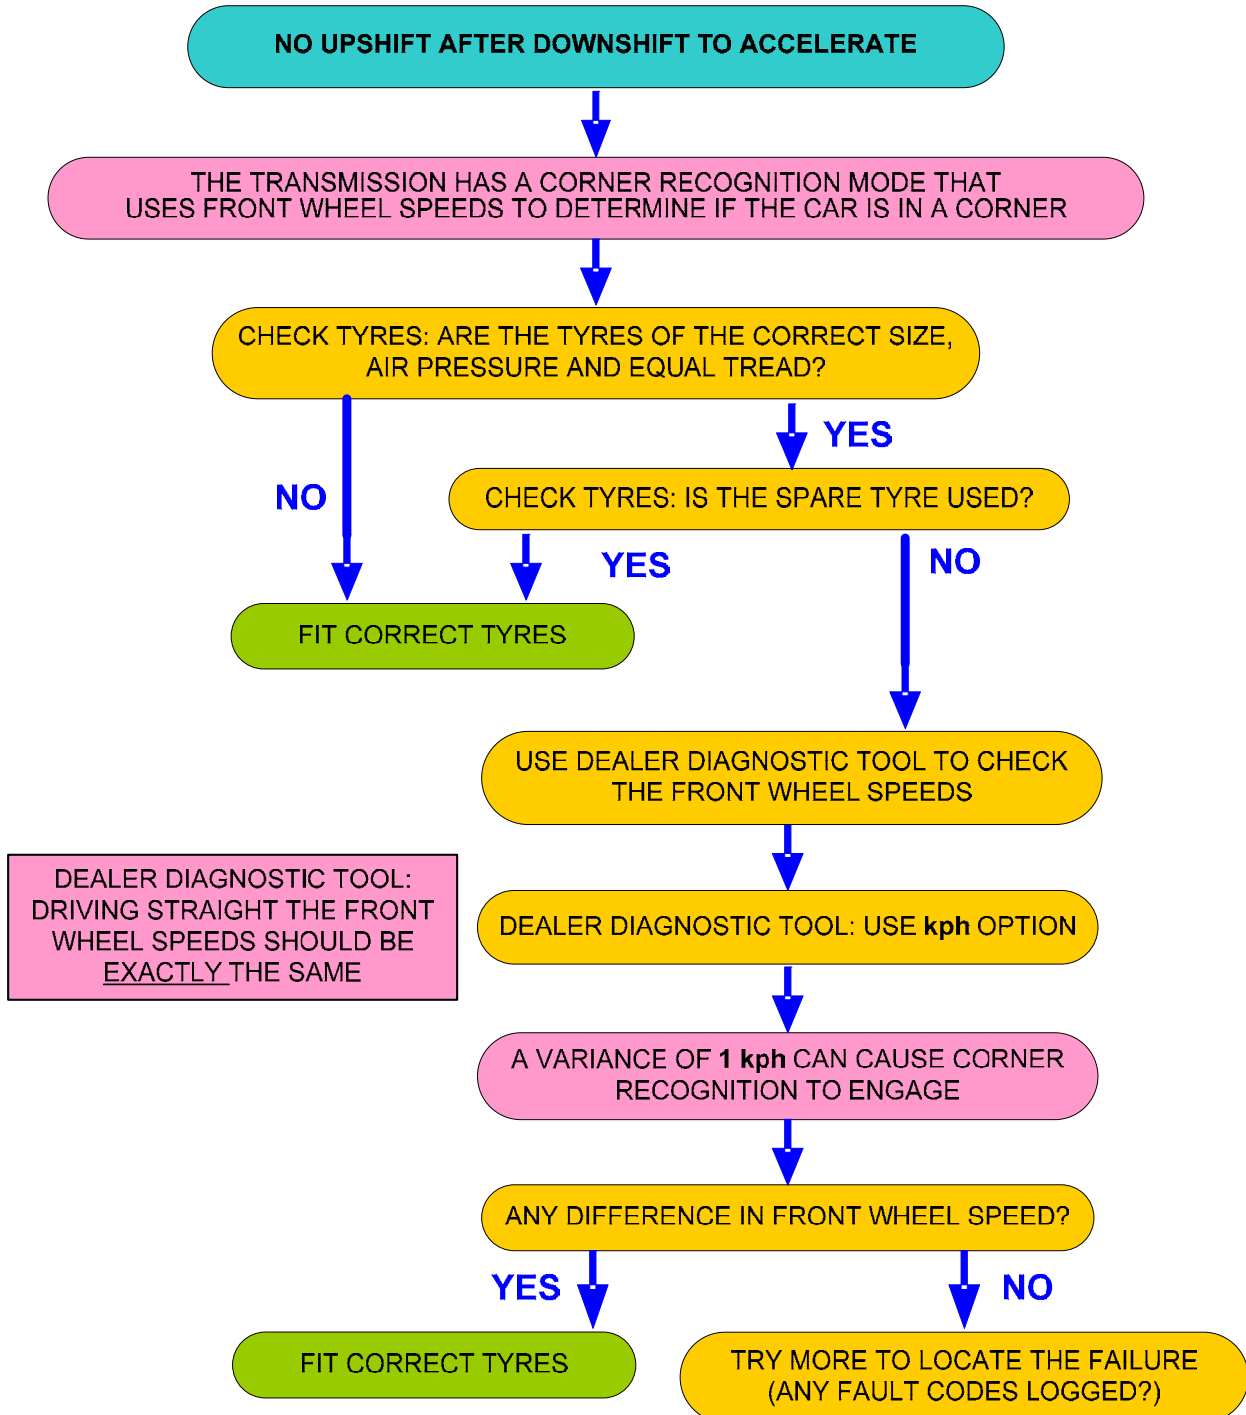 NO UPSHIFT AFTER DOWNSHIFT TO ACCELERATE
THE TRANSMISSION HAS A CORNER RECOGNITION MODE THAT
USES FRONT WHEEL SPEEDS TO DETERMINE IF THE CAR IS IN A CORNER
CHECK TYRES: ARE THE TYRES OF THE CORRECT SIZE,
AIR PRESSURE AND EQUAL TREAD?
YES
NO
CHECK TYRES: IS THE SPARE TYRE USED?
YES
NO
FIT CORRECT TYRES
USE DEALER DIAGNOSTIC TOOL TO CHECK
THE FRONT WHEEL SPEEDS
DEALER DIAGNOSTIC TOOL:
DRIVING STRAIGHT THE FRONT
WHEEL SPEEDS SHOULD BE
EXACTLY THE SAME
DEALER DIAGNOSTIC TOOL: USE kph OPTION
A VARIANCE OF 1 kph CAN CAUSE CORNER
RECOGNITION TO ENGAGE
ANY DIFFERENCE IN FRONT WHEEL SPEED?
YES
NO
FIT CORRECT TYRES
TRY MORE TO LOCATE THE FAILURE
(ANY FAULT CODES LOGGED?)